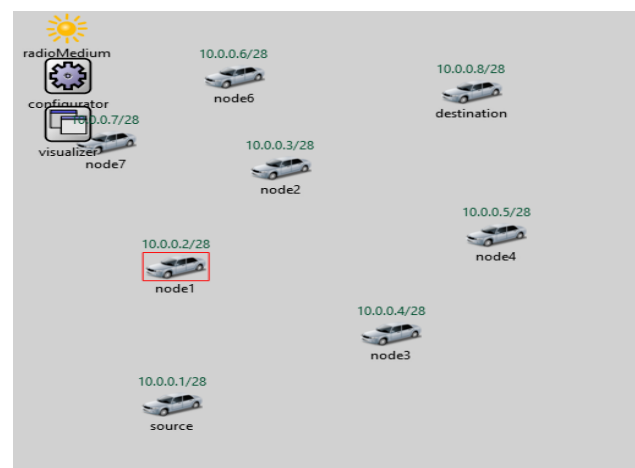 radioMedium
configurator
visualizer
10.0.0.6/28
node6
10.0.0.8/28
destination
10.0.0.7/28
node7
10.0.0.3/28
node2
10.0.0.5/28
node4
10.0.0.2/28
node1
10.0.0.4/28
node3
10.0.0.1/28
source